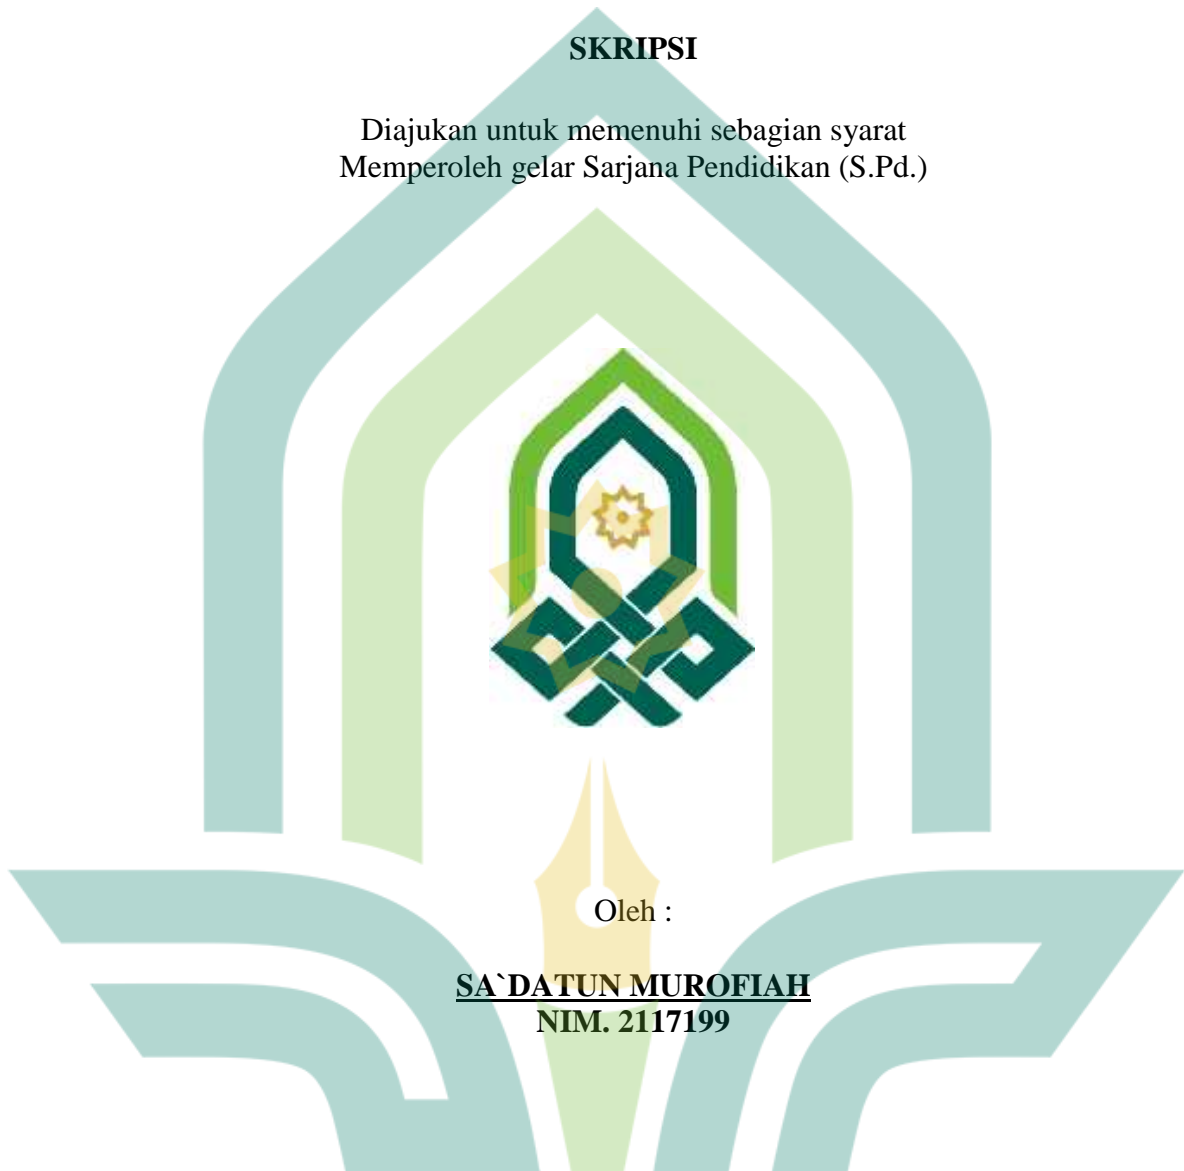 SKRIPSI
Diajukan untuk memenuhi sebagian syarat
Memperoleh gelar Sarjana Pendidikan (S.Pd.)
Oleh :
SA`DATUN MUROFIAH
NIM. 2117199